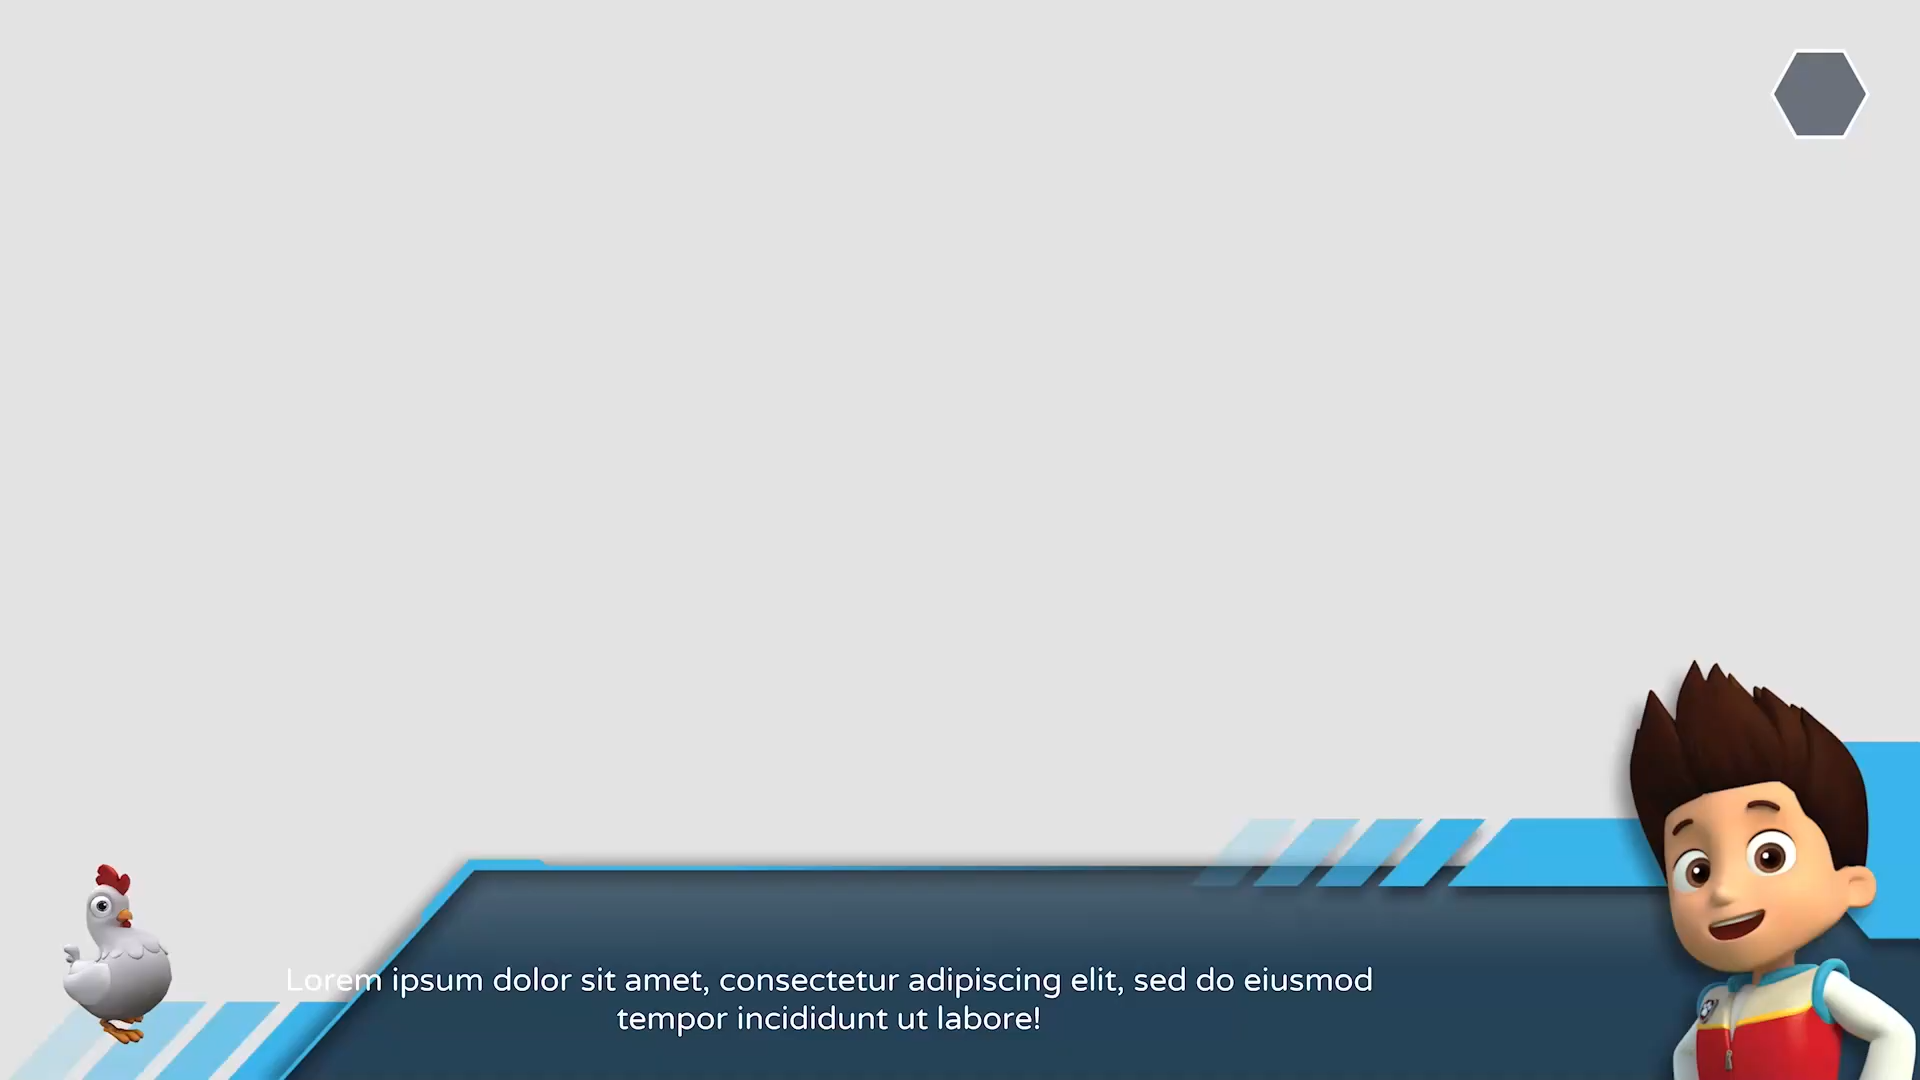 Lorem ipsum dolor sit amet, consectetur adipiscing elit, sed do eiusmod
tempor incididunt ut labore!